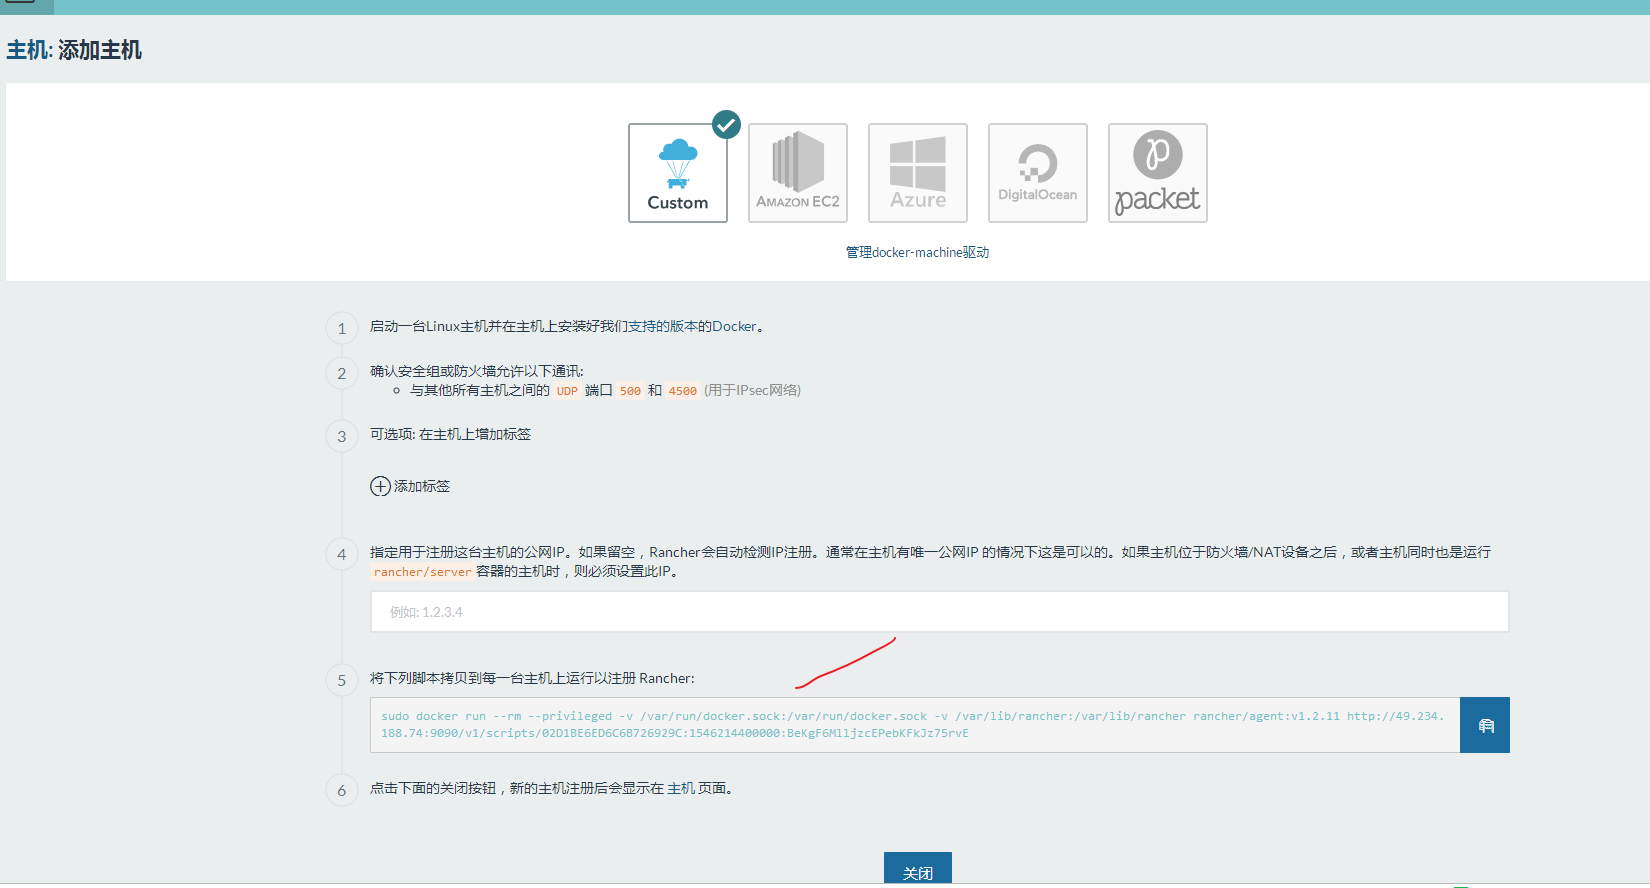 主机: 添加主机
Custom
AMAZON EC2
Azure
DigitalOcean
packet
管理docker-machine驱动
1 启动一台Linux主机并在主机上安装好我们支持的版本的Docker。
2 确认安全组或防火墙允许以下通讯:
与其他所有主机之间的 UDP 端口 500 和 4500 (用于IPsec网络)
3 可选项: 在主机上增加标签
添加标签
4 指定用于注册这台主机的公网IP。如果留空，Rancher会自动检测IP注册。通常在主机有唯一公网IP 的情况下这是可以的。如果主机位于防火墙/NAT设备之后，或者主机同时也是运行
rancher/server 容器的主机时，则必须设置此IP。
例如: 1.2.3.4
5 将下列脚本拷贝到每一台主机上运行以注册 Rancher:
sudo docker run --rm --privileged -v /var/run/docker.sock:/var/run/docker.sock -v /var/lib/rancher:/var/lib/rancher rancher/agent:v1.2.11 http://49.234.
188.74:9090/v1/scripts/02D1BE6ED6C6B726929C:1546214400000:BeKgF6MlljzcEPebKFkJz75rvE
6 点击下面的关闭按钮，新的主机注册后会显示在 主机 页面。
关闭